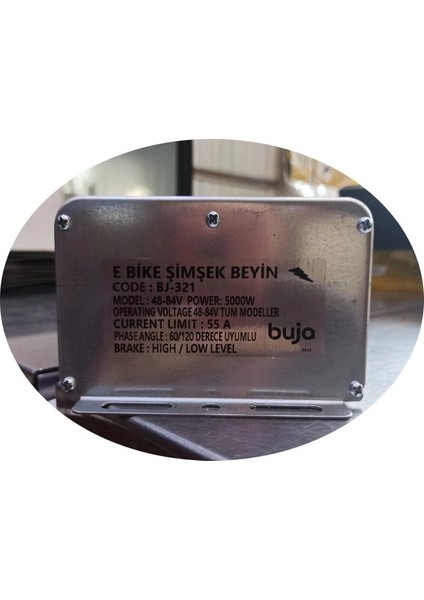 E BİKE ŞİMŞEK BEYİN
CODE : BJ-321
MODEL : 48-84V POWER: 5000W
OPERATING VOLTAGE 48-84V TUM MODELLER
CURRENT LIMIT : 55 A
PHASE ANGLE : 60/120 DERECE UYUMLU
BRAKE: HIGH / LOW LEVEL
buja